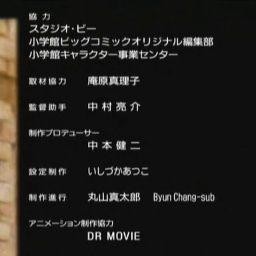 協力
スタジオ・ビー
小学館ビッグコミックオリジナル編集部
小学館キャラクター事業センター
取材協力 庵原真理子
監督助手 中村亮介
制作プロデューサー
中本健二
設定制作 いしづかあつこ
制作進行 丸山真太郎 Byun Chang-sub
アニメーション制作協力
DR MOVIE